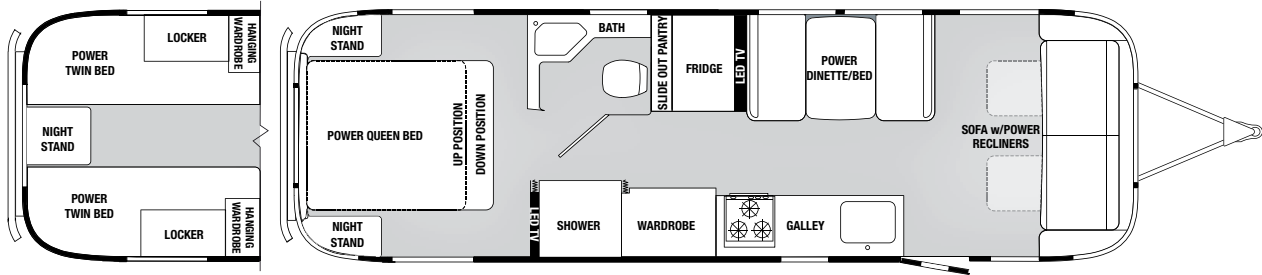 POWER
TWIN BED
LOCKER
HANGING
WARDROBE
NIGHT
STAND
POWER
TWIN BED
LOCKER
HANGING
WARDROBE
NIGHT
STAND
POWER QUEEN BED
UP POSITION
DOWN POSITION
NIGHT
STAND
BATH
SLIDE OUT PANTRY
FRIDGE
LED TV
POWER
DINETTE/BED
SOFA w/POWER
RECLINERS
LED TV
SHOWER
WARDROBE
GALLEY